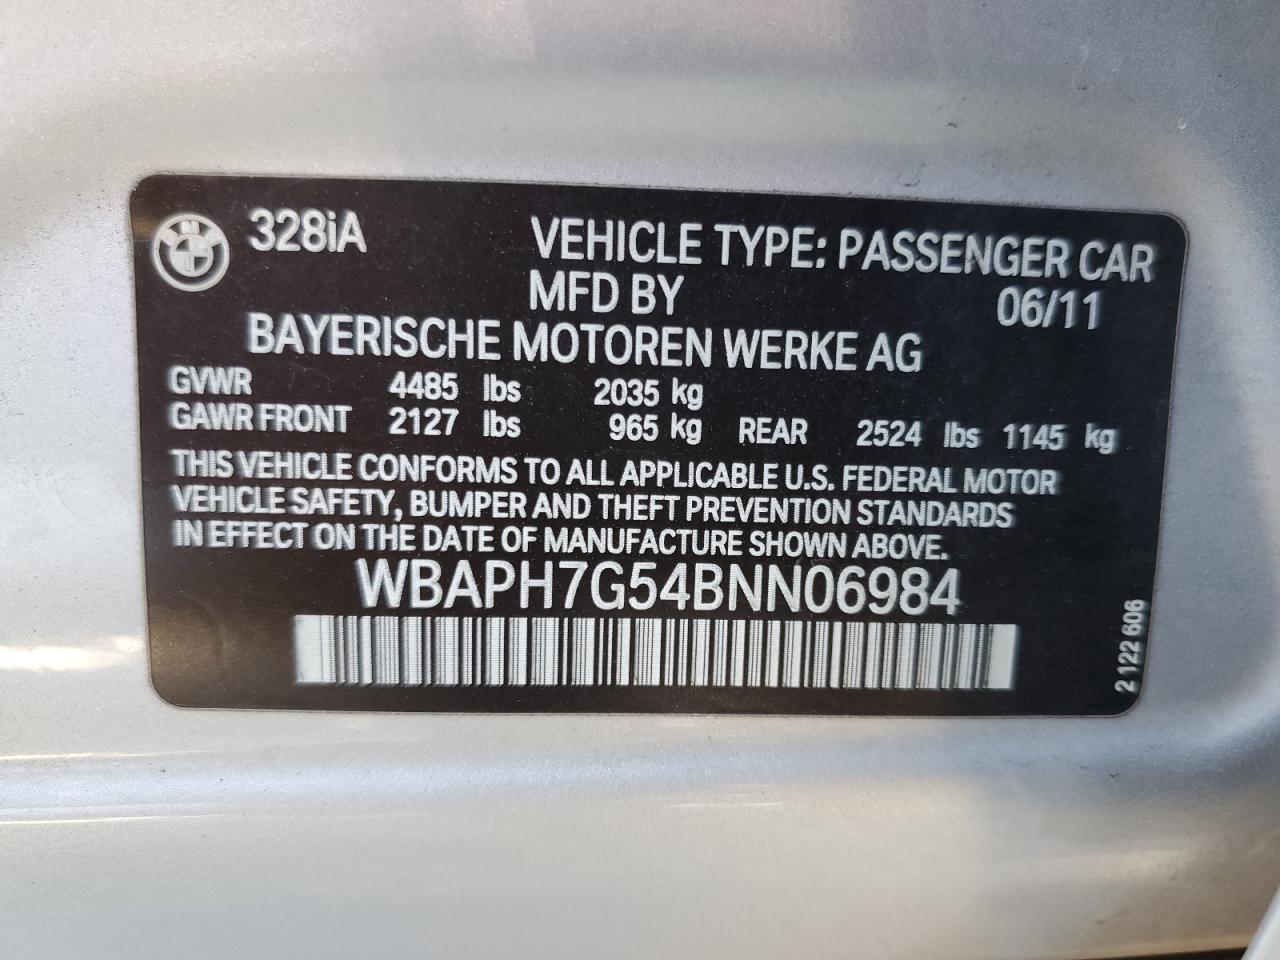 328iA VEHICLE TYPE: PASSENGER CAR
MFD BY 06/11
BAYERISCHE MOTOREN WERKE AG
GVWR 4485 lbs 2035 kg
GAWR FRONT 2127 lbs 965 kg REAR 2524 lbs 1145 kg
THIS VEHICLE CONFORMS TO ALL APPLICABLE U.S. FEDERAL MOTOR
VEHICLE SAFETY, BUMPER AND THEFT PREVENTION STANDARDS
IN EFFECT ON THE DATE OF MANUFACTURE SHOWN ABOVE.
WBAPH7G54BNN06984
2 122 606